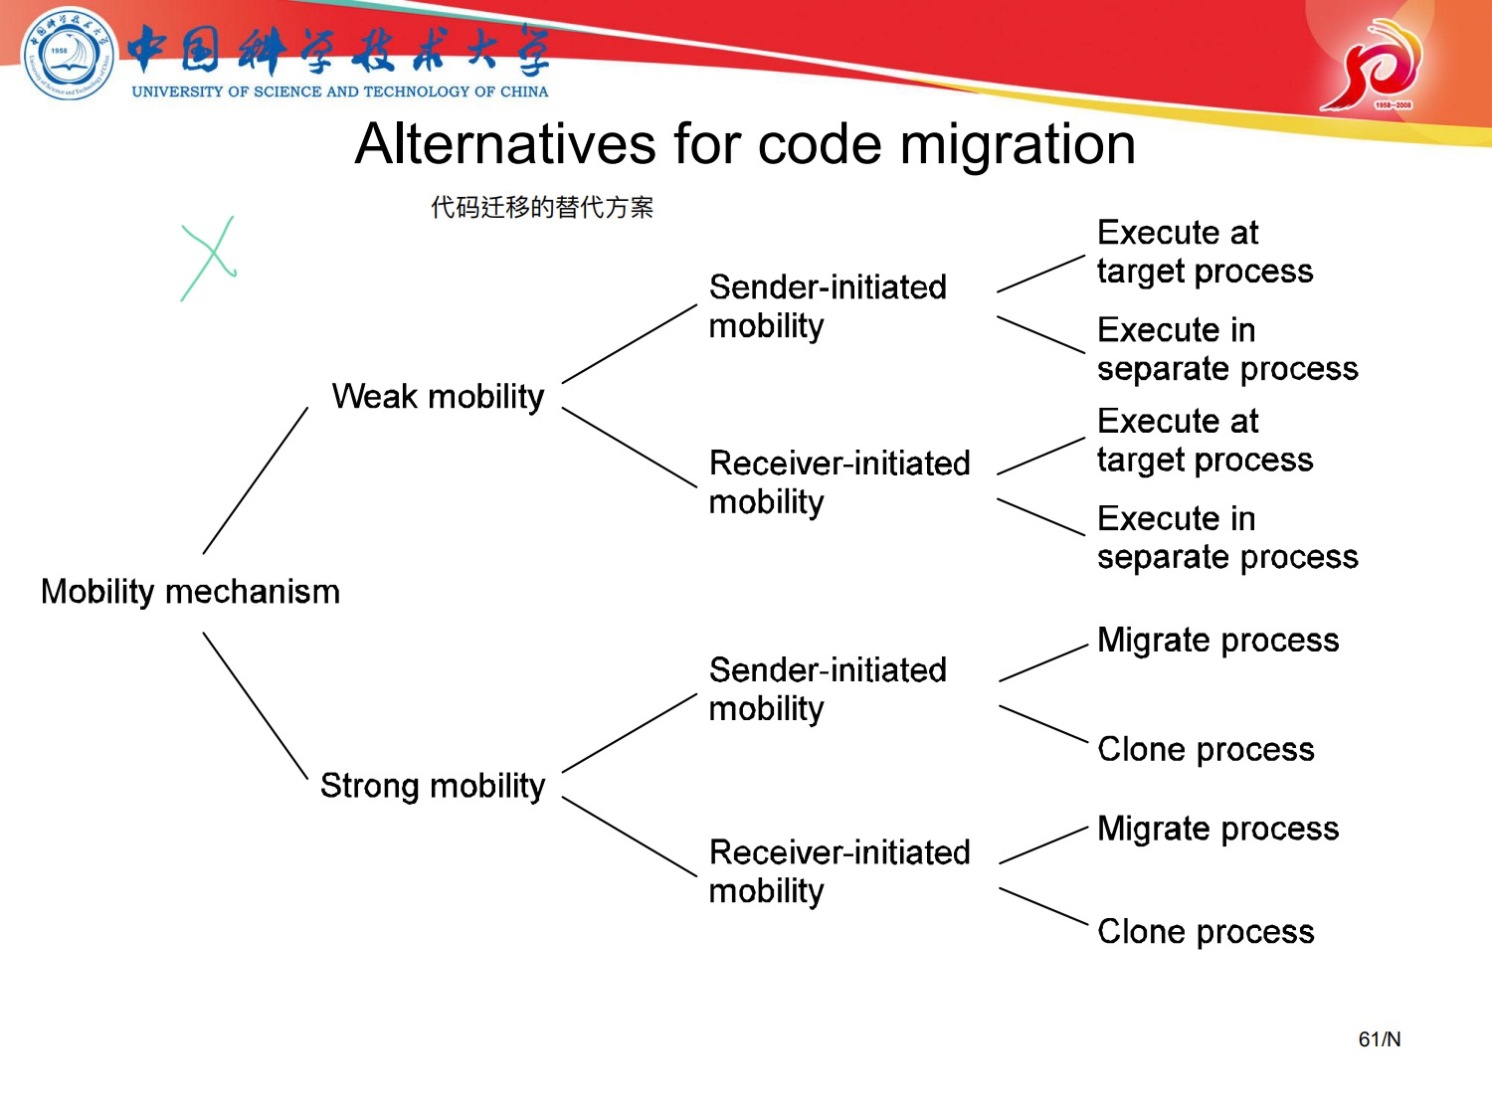 中国科学技术大学
1958
UNIVERSITY OF SCIENCE AND TECHNOLOGY OF CHINA
1958-2008
Alternatives for code migration
代码迁移的替代方案
Mobility mechanism
Weak mobility
Sender-initiated
mobility
Execute at
target process
Execute in
separate process
Receiver-initiated
mobility
Execute at
target process
Execute in
separate process
Strong mobility
Sender-initiated
mobility
Migrate process
Clone process
Receiver-initiated
mobility
Migrate process
Clone process
61/N